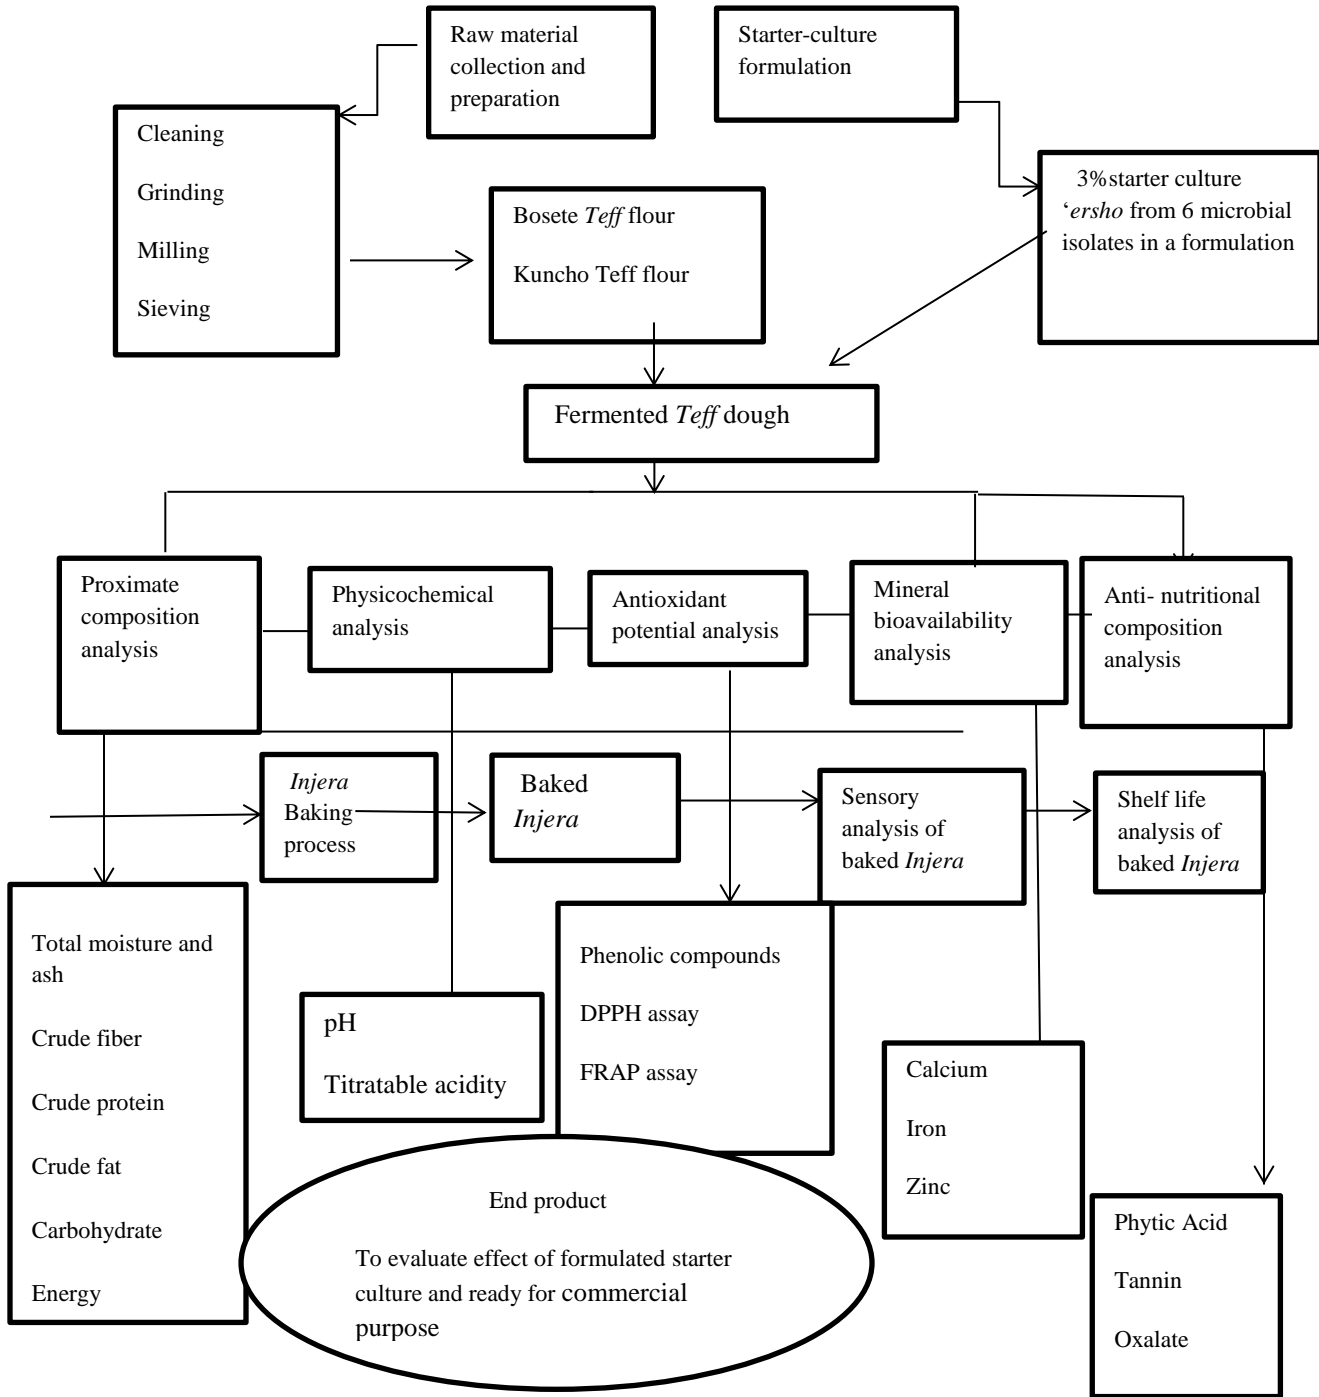 Raw material
collection and
preparation
Starter-culture
formulation
Cleaning
Grinding
Milling
Sieving
Bosete Teff flour
Kuncho Teff flour
3%starter culture
‘ersho from 6 microbial
isolates in a formulation
Fermented Teff dough
Proximate
composition
analysis
Physicochemical
analysis
Antioxidant
potential analysis
Mineral
bioavailability
analysis
Anti- nutritional
composition
analysis
Injera
Baking
process
Baked
Injera
Sensory
analysis of
baked Injera
Shelf life
analysis of
baked Injera
Total moisture and
ash
Crude fiber
Crude protein
Crude fat
Carbohydrate
Energy
pH
Titratable acidity
Phenolic compounds
DPPH assay
FRAP assay
Calcium
Iron
Zinc
Phytic Acid
Tannin
Oxalate
End product
To evaluate effect of formulated starter
culture and ready for commercial
purpose